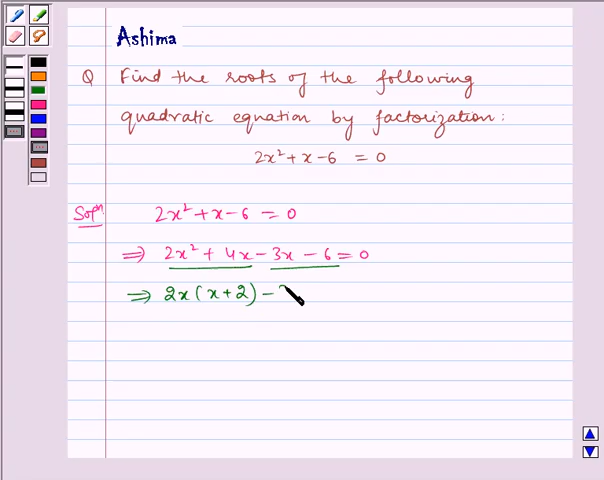 Ashima
Q Find the roots of the following
quadratic equation by factorization:
2x² + x - 6 = 0
Solⁿ 2x² + x - 6 = 0
⇒ 2x² + 4x - 3x - 6 = 0
⇒ 2x(x+2) -